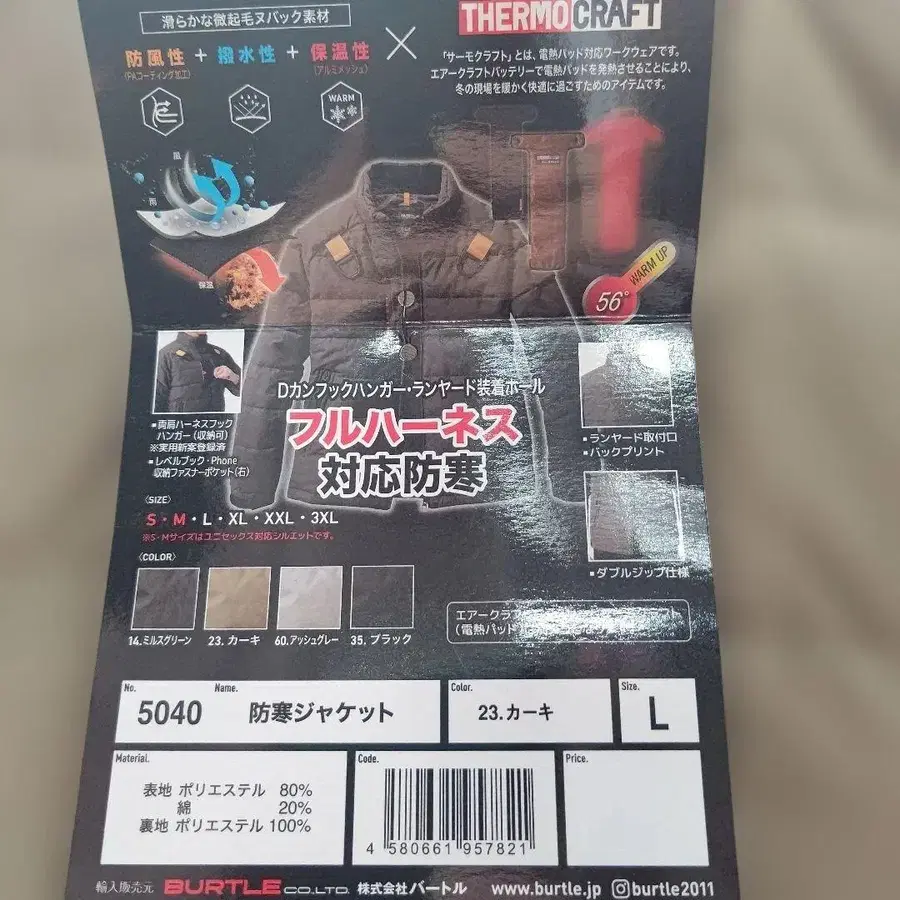 滑らかな微起毛ヌバック素材
防風性 + 撥水性 + 保温性 ×
(PAコーティング加工) (アルミメッシュ)
WARM
THERMOCRAFT
「サーモクラフト」とは、電熱パッド対応ワークウェアです。
エアークラフトバッテリーで電熱パッドを発熱させることにより、
冬の現場を暖かく快適に過ごすためのアイテムです。
風
雨
保温
WARM UP
56°
Dカンフックハンガー・ランヤード装着ホール
フルハーネス
対応防寒
▪両肩ハーネスフック
ハンガー(収納可)
※実用新案登録済
▪レベルブック・Phone
収納ファスナーポケット(右)
▪ランヤード取付口
▪バックプリント
▪ダブルジップ仕様
〈SIZE〉
S・M・L・XL・XXL・3XL
※S・Mサイズはユニセックス対応シルエットです。
〈COLOR〉
14.ミルスグリーン 23.カーキ 60.アッシュグレー 35.ブラック
エアークラ
(電熱パッド)
No. Name. Color. Size.
5040 防寒ジャケット 23.カーキ L
Material. Code. Price.
表地 ポリエステル 80%
綿 20%
裏地 ポリエステル 100%
4 580661 957821
輸入販売元 BURTLE CO.LTD. 株式会社バートル www.burtle.jp burtle2011